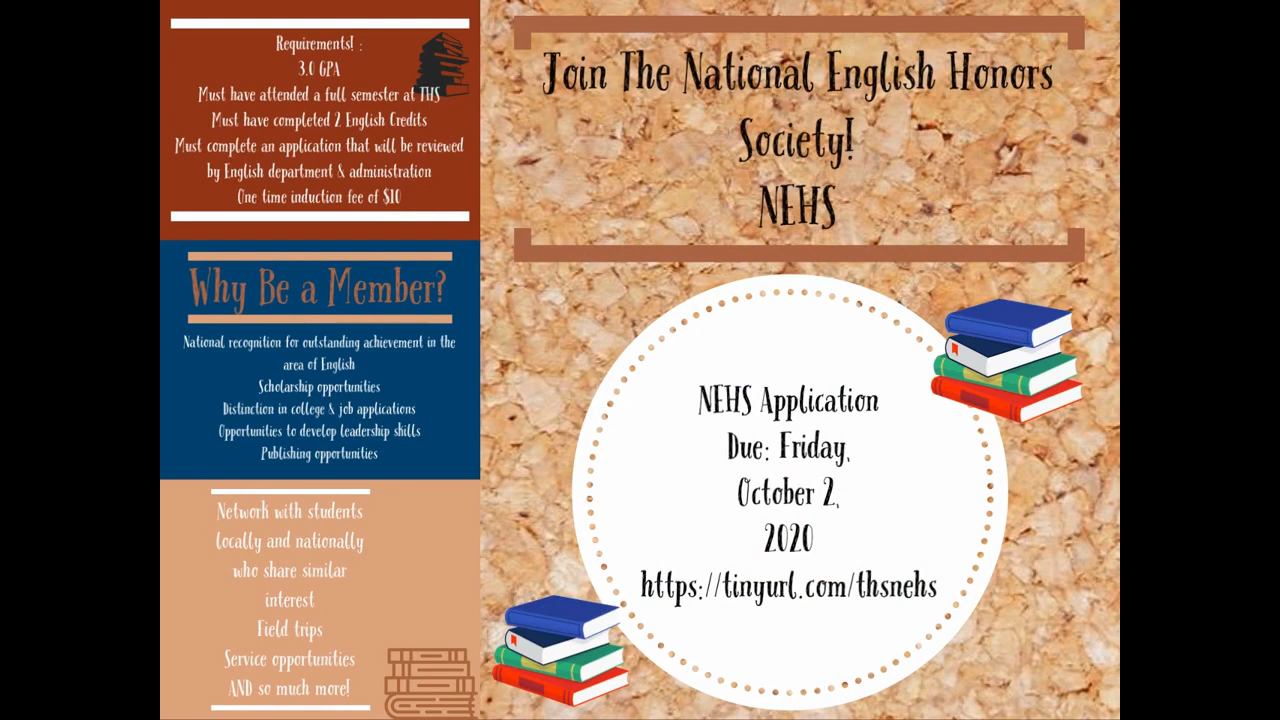 Requirements! :
3.0 GPA
Must have attended a full semester at THS
Must have completed 2 English Credits
Must complete an application that will be reviewed
by English department & administration
One time induction fee of $10
Why Be a Member?
National recognition for outstanding achievement in the
area of English
Scholarship opportunities
Distinction in college & job applications
Opportunities to develop leadership skills
Publishing opportunities
Network with students
locally and nationally
who share similar
interest
Field trips
Service opportunities
AND so much more!
Join The National English Honors
Society!
NEHS
NEHS Application
Due: Friday,
October 2,
2020
https://tinyurl.com/thsnehs